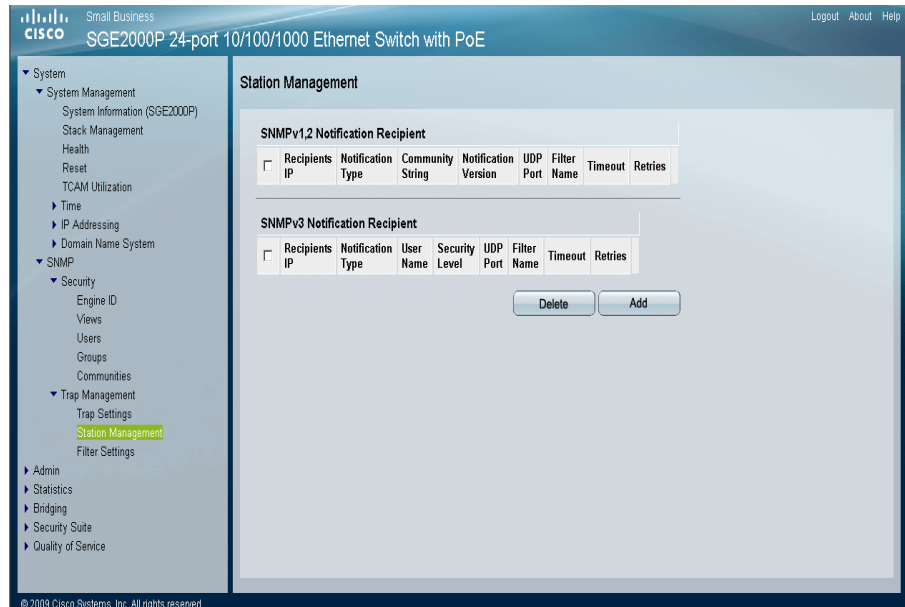 Small Business
CISCO
SGE2000P 24-port 10/100/1000 Ethernet Switch with PoE
Logout About Help
System
System Management
System Information (SGE2000P)
Stack Management
Health
Reset
TCAM Utilization
Time
IP Addressing
Domain Name System
SNMP
Security
Engine ID
Views
Users
Groups
Communities
Trap Management
Trap Settings
Station Management
Filter Settings
Admin
Statistics
Bridging
Security Suite
Quality of Service
Station Management
SNMPv1,2 Notification Recipient
Recipients IP Notification Type Community String Notification Version UDP Port Filter Name Timeout Retries
SNMPv3 Notification Recipient
Recipients IP Notification Type User Name Security Level UDP Port Filter Name Timeout Retries
Delete Add
© 2009 Cisco Systems, Inc. All rights reserved.